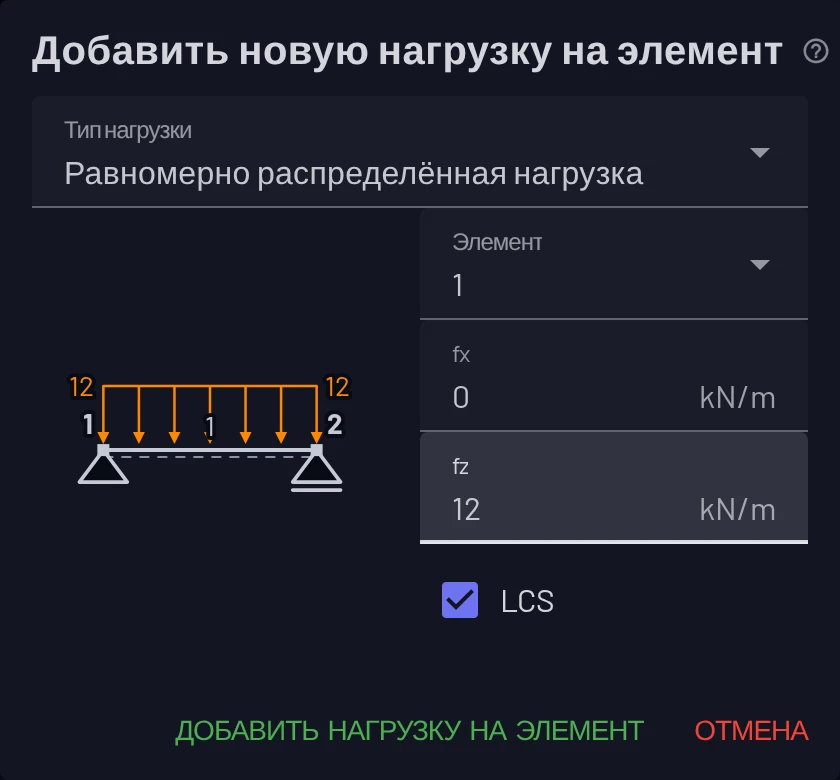 Добавить новую нагрузку на элемент
Тип нагрузки
Равномерно распределённая нагрузка
Элемент
1
fx
0 kN/m
fz
12 kN/m
LCS
12 12
1 1 2
ДОБАВИТЬ НАГРУЗКУ НА ЭЛЕМЕНТ ОТМЕНА